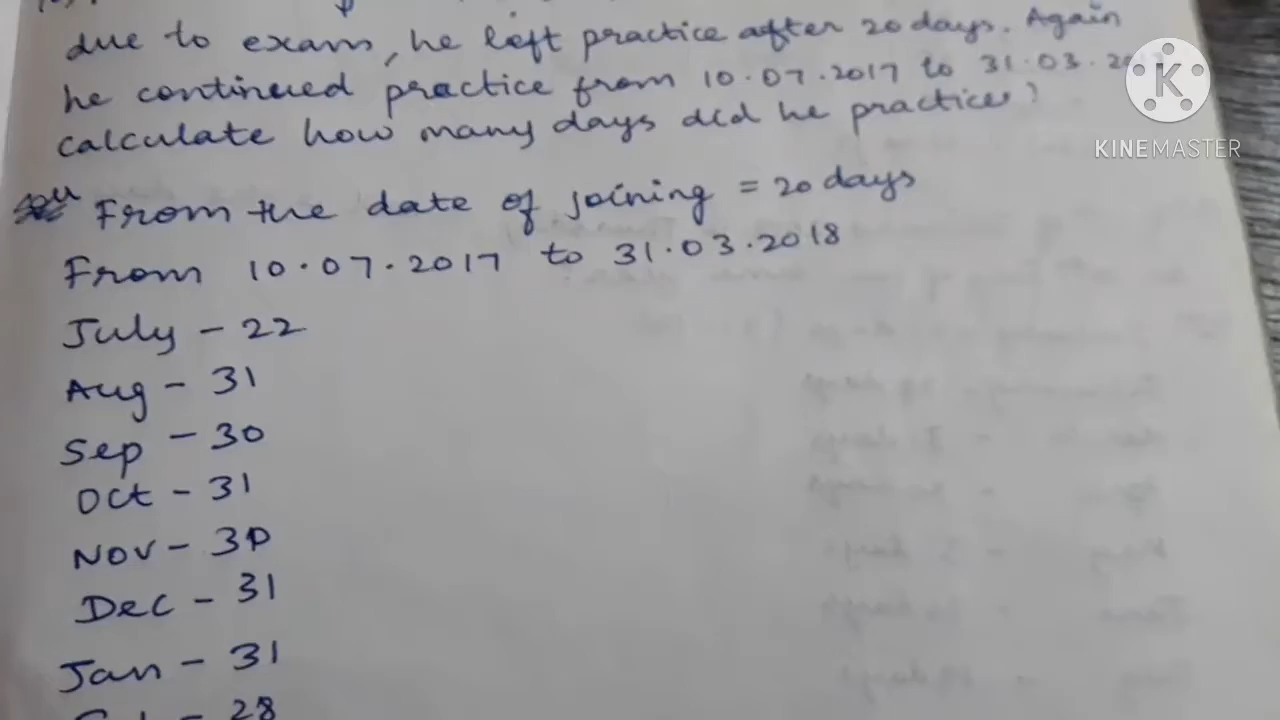 due to exam, he left practice after 20 days. Again
he continued practice from 10.07.2017 to 31.03.
calculate how many days did he practice?
From the date of joining = 20 days
From 10.07.2017 to 31.03.2018
July - 22
Aug - 31
Sep - 30
Oct - 31
Nov - 30
Dec - 31
Jan - 31
- 28
K
KINEMASTER